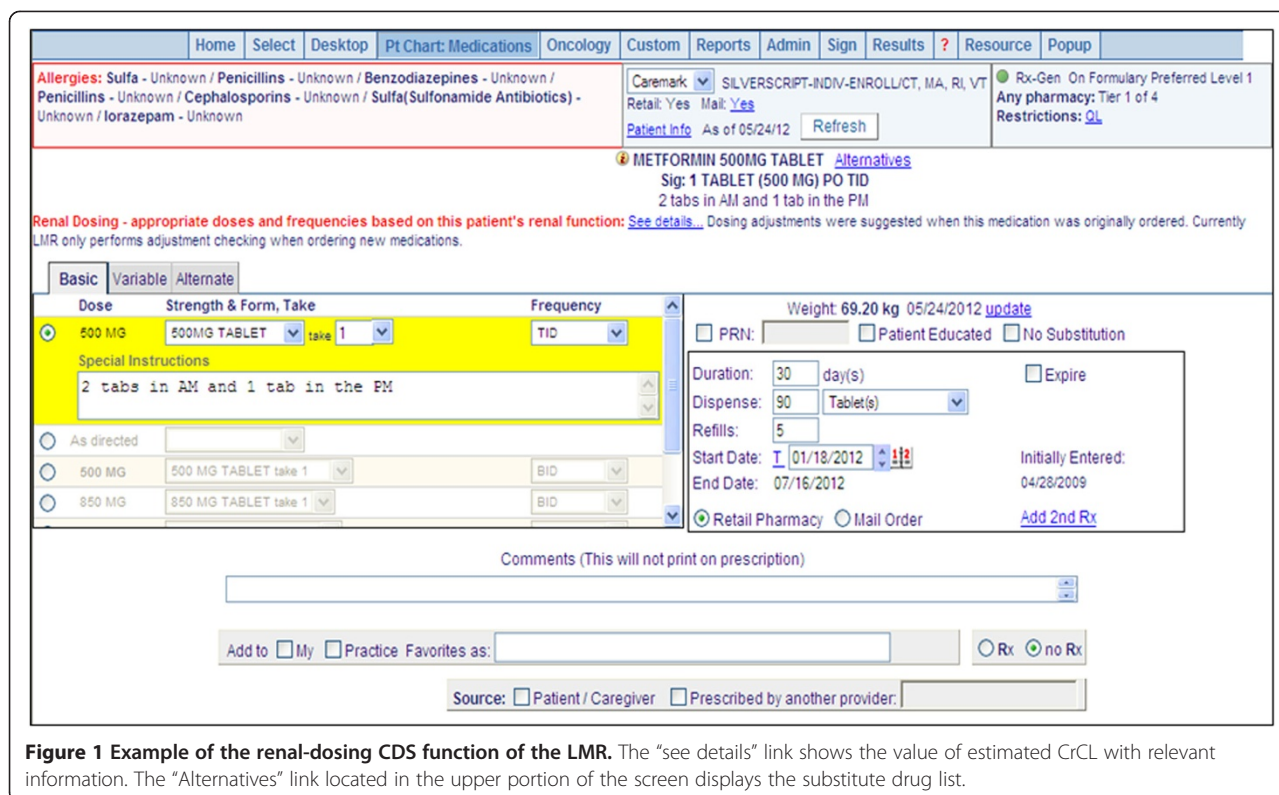 Home Select Desktop Pt Chart: Medications Oncology Custom Reports Admin Sign Results ? Resource Popup
Allergies: Sulfa - Unknown / Penicillins - Unknown / Benzodiazepines - Unknown /
Penicillins - Unknown / Cephalosporins - Unknown / Sulfa(Sulfonamide Antibiotics) -
Unknown / lorazepam - Unknown
Caremark SILVERSCRIPT-INDIV-ENROLL/CT, MA, RI, VT
Retail: Yes Mail: Yes
Patient Info As of 05/24/12 Refresh
Rx-Gen On Formulary Preferred Level 1
Any pharmacy: Tier 1 of 4
Restrictions: QL
METFORMIN 500MG TABLET Alternatives
Sig: 1 TABLET (500 MG) PO TID
2 tabs in AM and 1 tab in the PM
Renal Dosing - appropriate doses and frequencies based on this patient's renal function: See details... Dosing adjustments were suggested when this medication was originally ordered. Currently
LMR only performs adjustment checking when ordering new medications.
Basic Variable Alternate
Dose Strength & Form, Take Frequency
500 MG 500MG TABLET take 1 TID
Special Instructions
2 tabs in AM and 1 tab in the PM
As directed
500 MG 500 MG TABLET take 1 BID
850 MG 850 MG TABLET take 1 BID
Weight: 69.20 kg 05/24/2012 update
PRN: Patient Educated No Substitution
Duration: 30 day(s) Expire
Dispense: 90 Tablet(s)
Refills: 5
Start Date: T 01/18/2012 Initially Entered:
End Date: 07/16/2012 04/28/2009
Retail Pharmacy Mail Order Add 2nd Rx
Comments (This will not print on prescription)
Add to My Practice Favorites as: Rx no Rx
Source: Patient / Caregiver Prescribed by another provider:
Figure 1 Example of the renal-dosing CDS function of the LMR. The “see details” link shows the value of estimated CrCL with relevant
information. The “Alternatives” link located in the upper portion of the screen displays the substitute drug list.